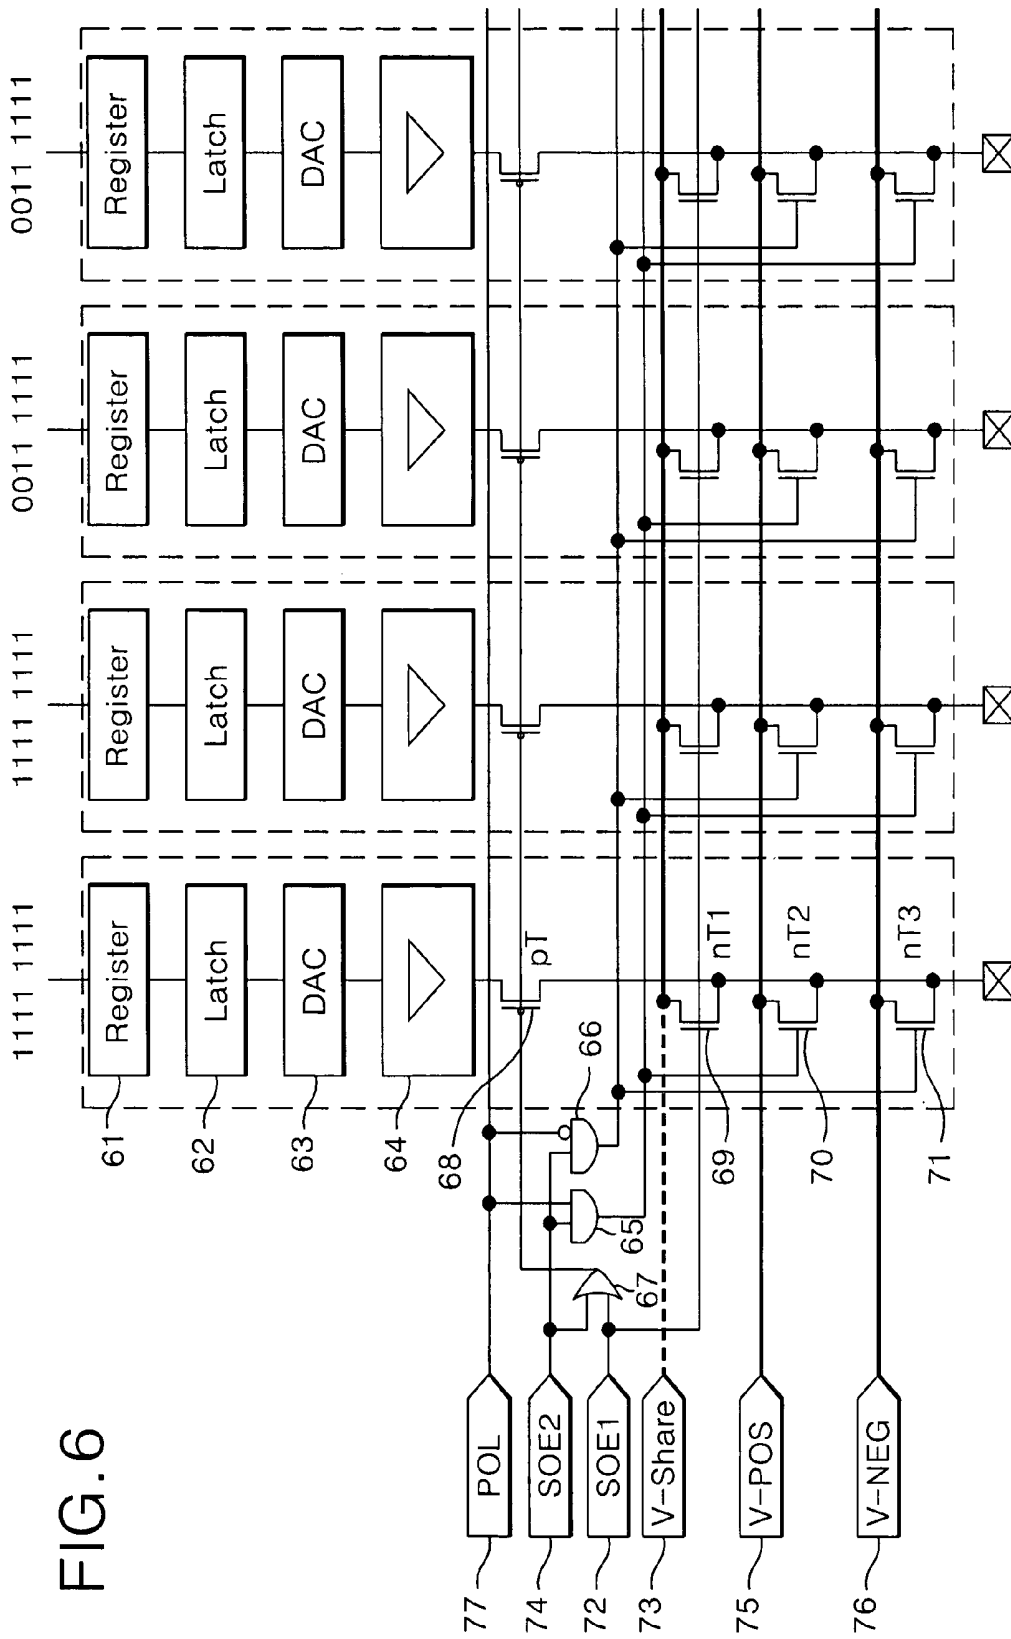 FIG.6
1111 1111
1111 1111
0011 1111
0011 1111
61
Register
Register
Register
Register
62
Latch
Latch
Latch
Latch
63
DAC
DAC
DAC
DAC
64
68
pT
66
65
67
77
POL
74
SOE2
72
SOE1
73
V-Share
69
nT1
75
V-POS
70
nT2
76
V-NEG
71
nT3